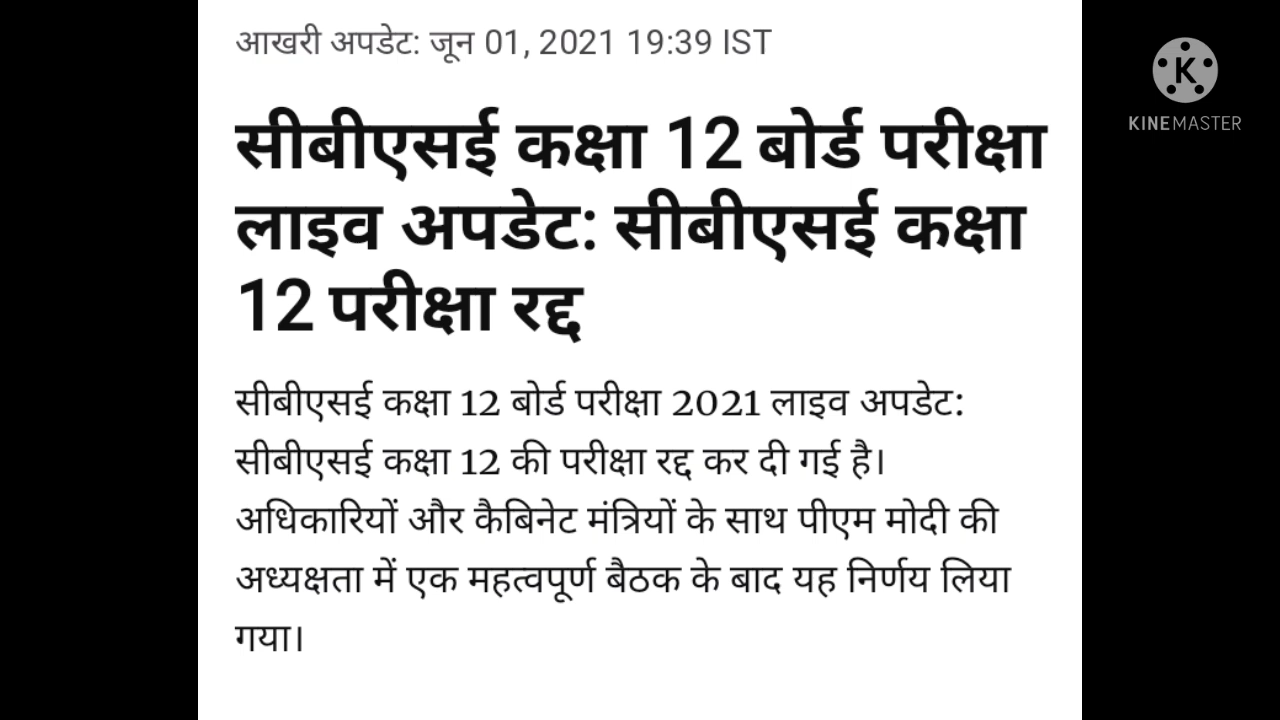 आखरी अपडेट: जून 01, 2021 19:39 IST
सीबीएसई कक्षा 12 बोर्ड परीक्षा
लाइव अपडेट: सीबीएसई कक्षा
12 परीक्षा रद्द
सीबीएसई कक्षा 12 बोर्ड परीक्षा 2021 लाइव अपडेट:
सीबीएसई कक्षा 12 की परीक्षा रद्द कर दी गई है।
अधिकारियों और कैबिनेट मंत्रियों के साथ पीएम मोदी की
अध्यक्षता में एक महत्वपूर्ण बैठक के बाद यह निर्णय लिया
गया।
K
KINEMASTER